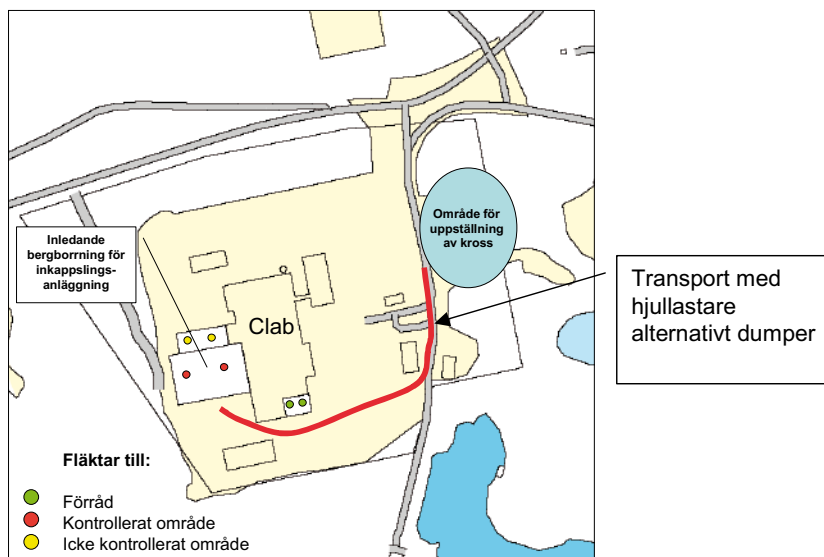 Område för
uppställning
av kross
Inledande
bergborrning för
inkapplings-
anläggning
Clab
Transport med
hjullastare
alternativt dumper
Fläktar till:
Förråd
Kontrollerat område
Icke kontrollerat område